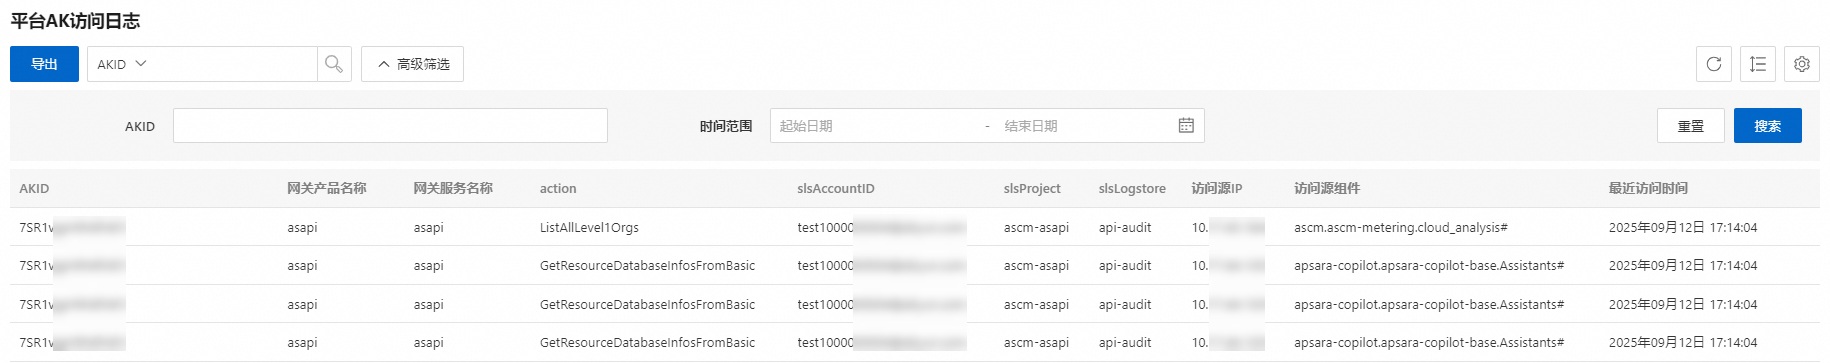 平台AK访问日志
导出 AKID 高级筛选
AKID 时间范围 起始日期 - 结束日期 重置 搜索
AKID 网关产品名称 网关服务名称 action slsAccountID slsProject slsLogstore 访问源IP 访问源组件 最近访问时间
7SR1 asapi asapi ListAllLevel1Orgs test10000 ascm-asapi api-audit 10. ascm.ascm-metering.cloud_analysis# 2025年09月12日 17:14:04
7SR1 asapi asapi GetResourceDatabaseInfosFromBasic test10000 ascm-asapi api-audit 10. apsara-copilot.apsara-copilot-base.Assistants# 2025年09月12日 17:14:04
7SR1 asapi asapi GetResourceDatabaseInfosFromBasic test10000 ascm-asapi api-audit 10. apsara-copilot.apsara-copilot-base.Assistants# 2025年09月12日 17:14:04
7SR1 asapi asapi GetResourceDatabaseInfosFromBasic test10000 ascm-asapi api-audit 10. apsara-copilot.apsara-copilot-base.Assistants# 2025年09月12日 17:14:04